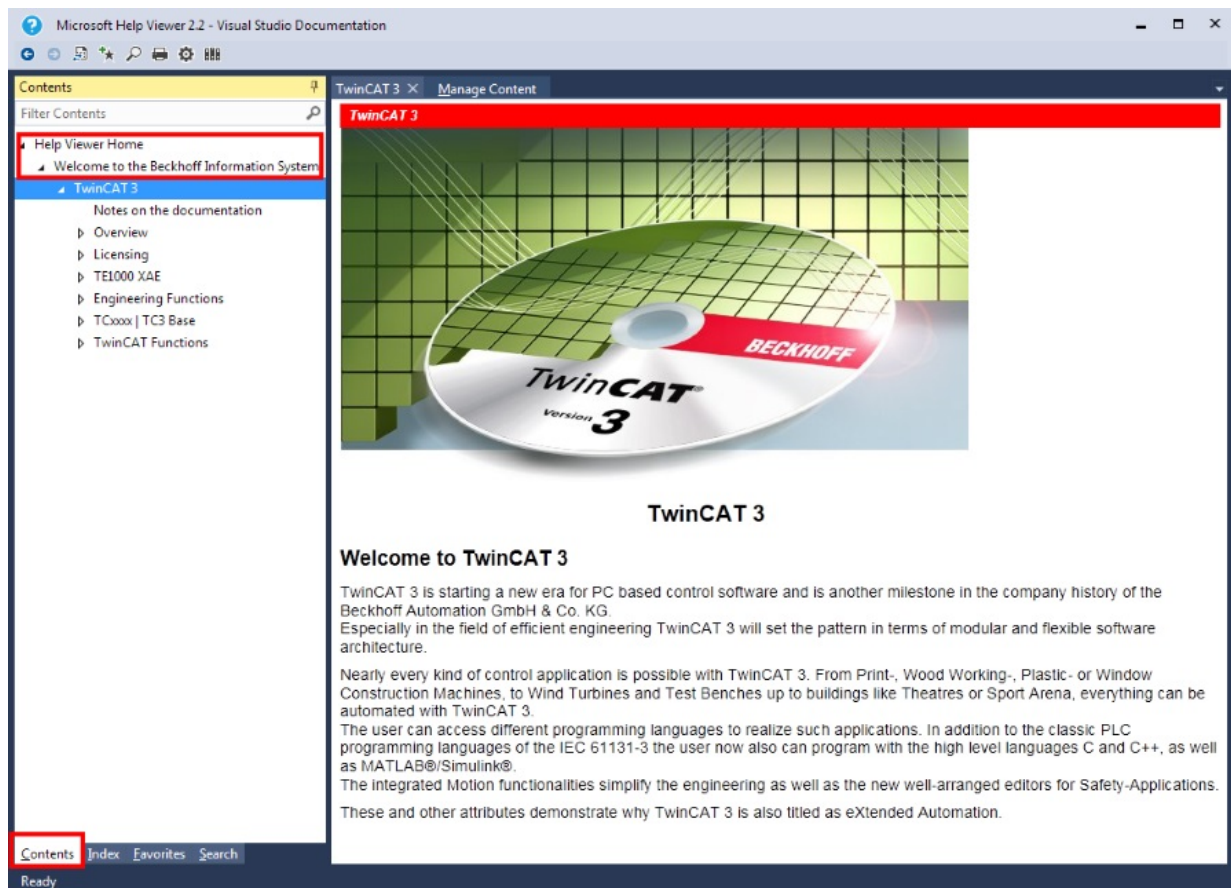 Microsoft Help Viewer 2.2 - Visual Studio Documentation
Contents
Filter Contents
Help Viewer Home
Welcome to the Beckhoff Information System
TwinCAT 3
Notes on the documentation
Overview
Licensing
TE1000 XAE
Engineering Functions
TCxxxx | TC3 Base
TwinCAT Functions
Contents Index Favorites Search
TwinCAT 3 Manage Content
TwinCAT 3
BECKHOFF
TwinCAT®
Version 3
TwinCAT 3
Welcome to TwinCAT 3
TwinCAT 3 is starting a new era for PC based control software and is another milestone in the company history of the
Beckhoff Automation GmbH & Co. KG.
Especially in the field of efficient engineering TwinCAT 3 will set the pattern in terms of modular and flexible software
architecture.
Nearly every kind of control application is possible with TwinCAT 3. From Print-, Wood Working-, Plastic- or Window
Construction Machines, to Wind Turbines and Test Benches up to buildings like Theatres or Sport Arena, everything can be
automated with TwinCAT 3.
The user can access different programming languages to realize such applications. In addition to the classic PLC
programming languages of the IEC 61131-3 the user now also can program with the high level languages C and C++, as well
as MATLAB®/Simulink®.
The integrated Motion functionalities simplify the engineering as well as the new well-arranged editors for Safety-Applications.
These and other attributes demonstrate why TwinCAT 3 is also titled as eXtended Automation.
Ready